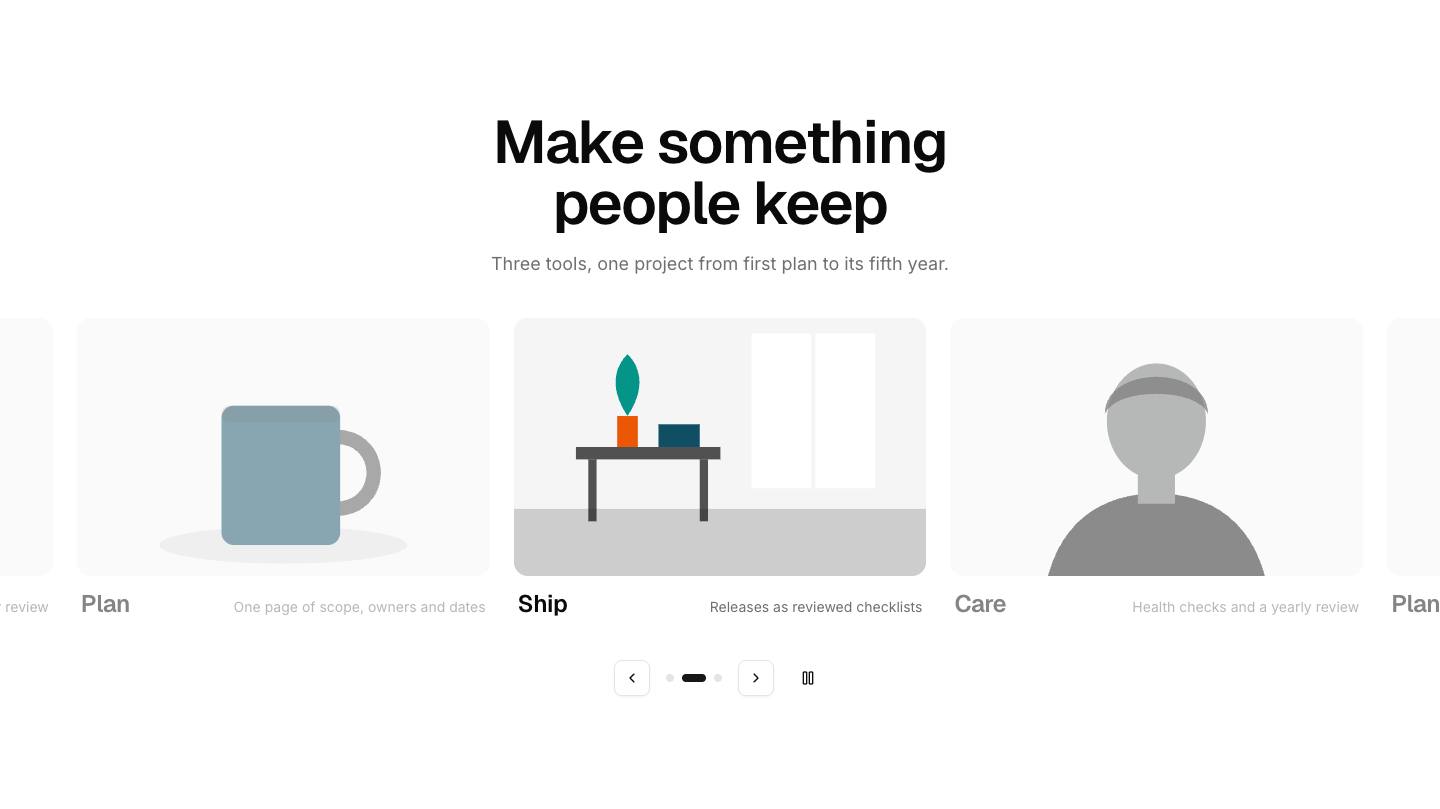 Make something
people keep
Three tools, one project from first plan to its fifth year.
review
Plan
One page of scope, owners and dates
Ship
Releases as reviewed checklists
Care
Health checks and a yearly review
Plan